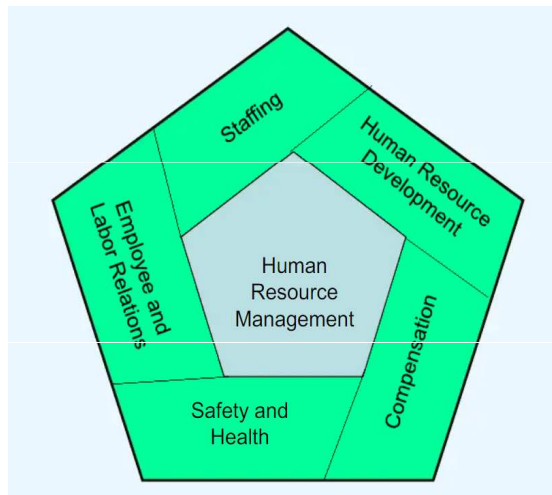 Staffing
Human Resource
Development
Employee and
Labor Relations
Human
Resource
Management
Compensation
Safety and
Health